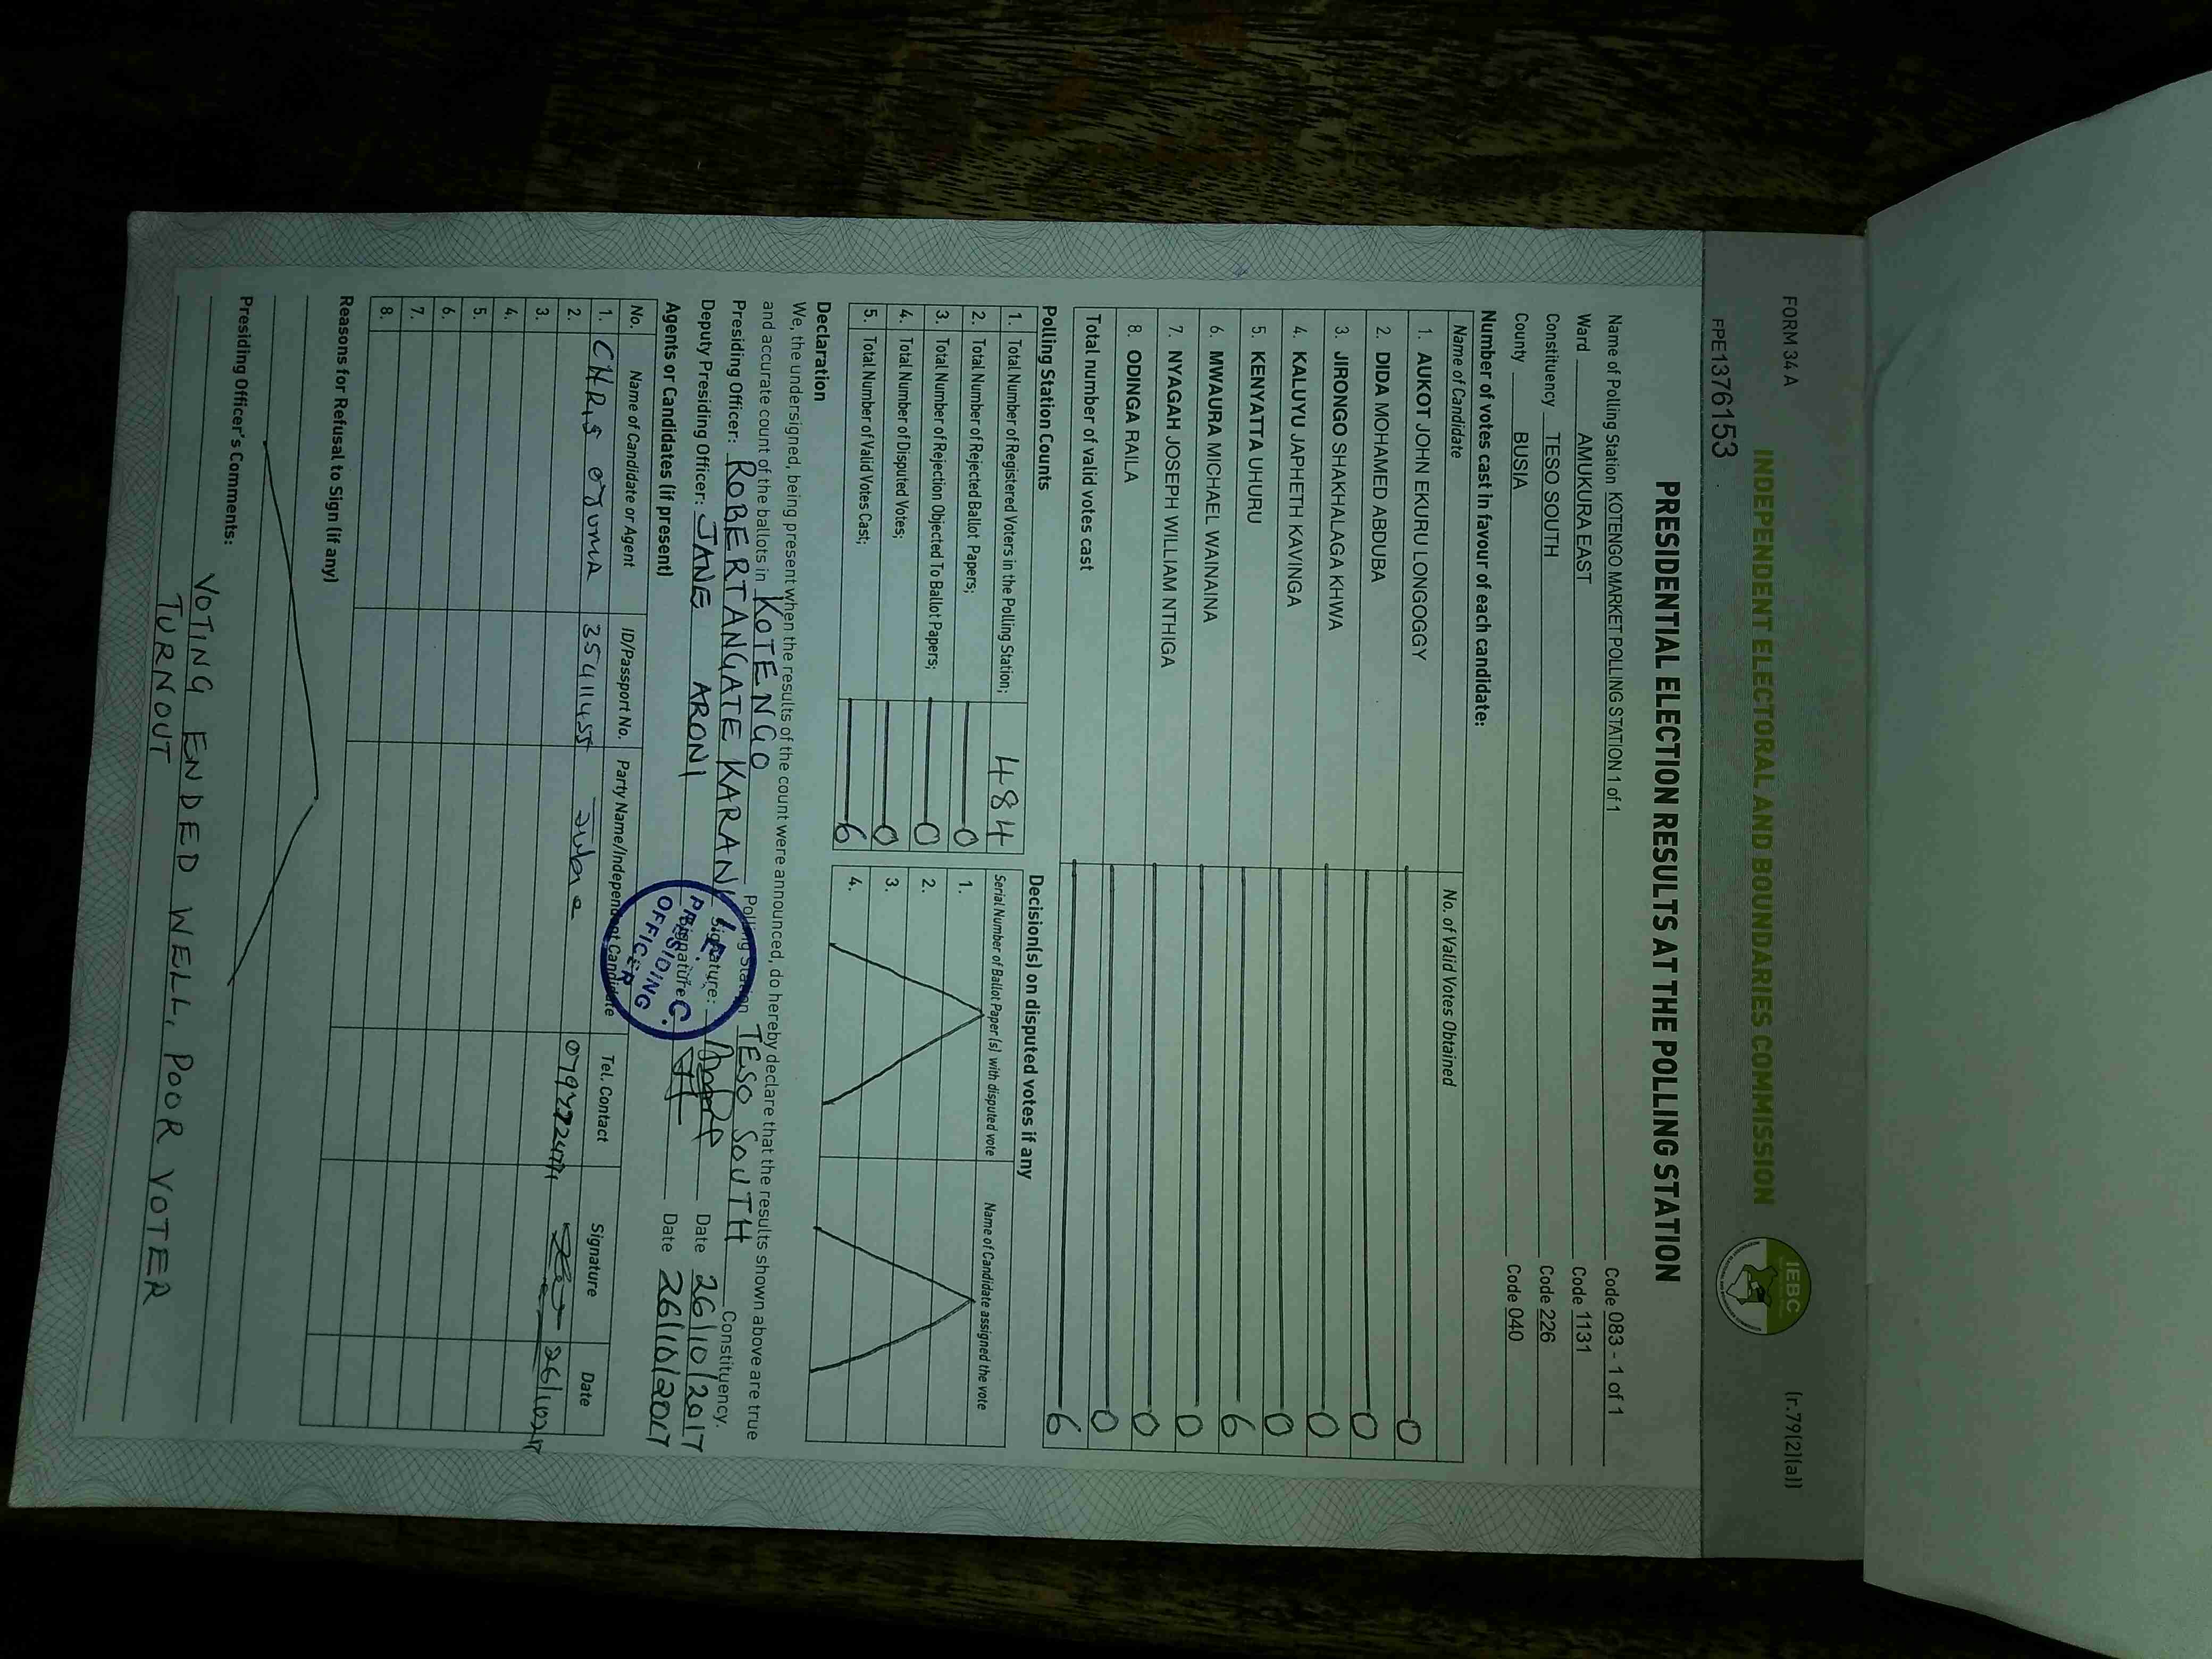 FORM 34 A
(r.79(2)(a))
INDEPENDENT ELECTORAL AND BOUNDARIES COMMISSION
IEBC
FPE1376153
PRESIDENTIAL ELECTION RESULTS AT THE POLLING STATION
Name of Polling Station KOTENGO MARKET POLLING STATION 1 of 1 Code 083 - 1 of 1
Ward AMUKURA EAST Code 1131
Constituency TESO SOUTH Code 226
County BUSIA Code 040
Number of votes cast in favour of each candidate:
Name of Candidate No. of Valid Votes Obtained
1. AUKOT JOHN EKURU LONGOGGY 0
2. DIDA MOHAMED ABDUBA 0
3. JIRONGO SHAKHALAGA KHWA 0
4. KALUYU JAPHETH KAVINGA 0
5. KENYATTA UHURU 6
6. MWAURA MICHAEL WAINAINA 0
7. NYAGAH JOSEPH WILLIAM NTHIGA 0
8. ODINGA RAILA 0
Total number of valid votes cast 6
Polling Station Counts
1. Total Number of Registered Voters in the Polling Station; 484
2. Total Number of Rejected Ballot Papers; 0
3. Total Number of Rejection Objected To Ballot Papers; 0
4. Total Number of Disputed Votes; 0
5. Total Number of Valid Votes Cast; 6
Decision(s) on disputed votes if any
Serial Number of Ballot Paper(s) with disputed vote Name of Candidate assigned the vote
1.
2.
3.
4.
Declaration
We, the undersigned, being present when the results of the count were announced, do hereby declare that the results shown above are true
and accurate count of the ballots in KOTENGO Polling Station TESO SOUTH Constituency.
Presiding Officer: ROBERT ANGATE KARANI Signature: Date 26/10/2017
Deputy Presiding Officer: JANE ARONI Signature Date 26/10/2017
PRESIDING
OFFICER
Agents or Candidates (if present)
No. Name of Candidate or Agent ID/Passport No. Party Name/Independent Candidate Tel. Contact Signature Date
1. CHRIS OJUMA 35411455
2.
3.
4.
5.
6.
7.
8.
Reasons for Refusal to Sign (if any)
Presiding Officer's Comments:
VOTING ENDED WELL, POOR VOTER
TURNOUT